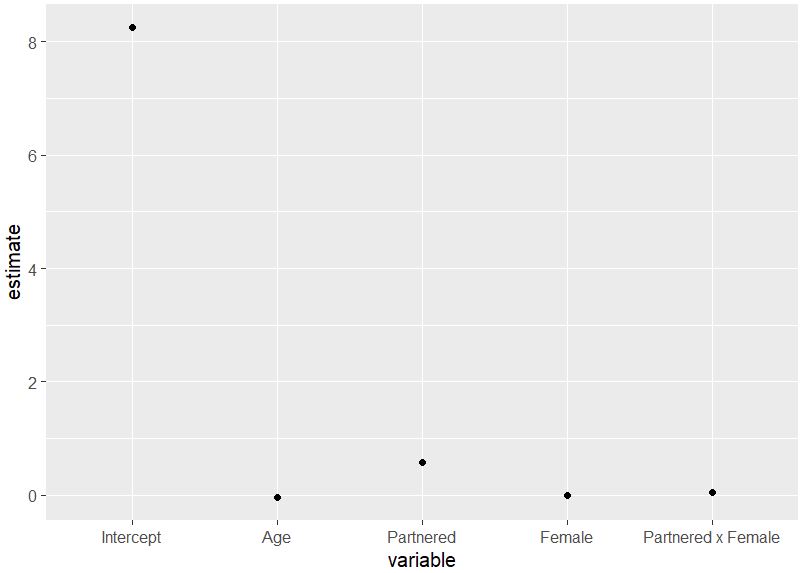 8
6
4
2
0
estimate
Intercept
Age
Partnered
Female
Partnered x Female
variable